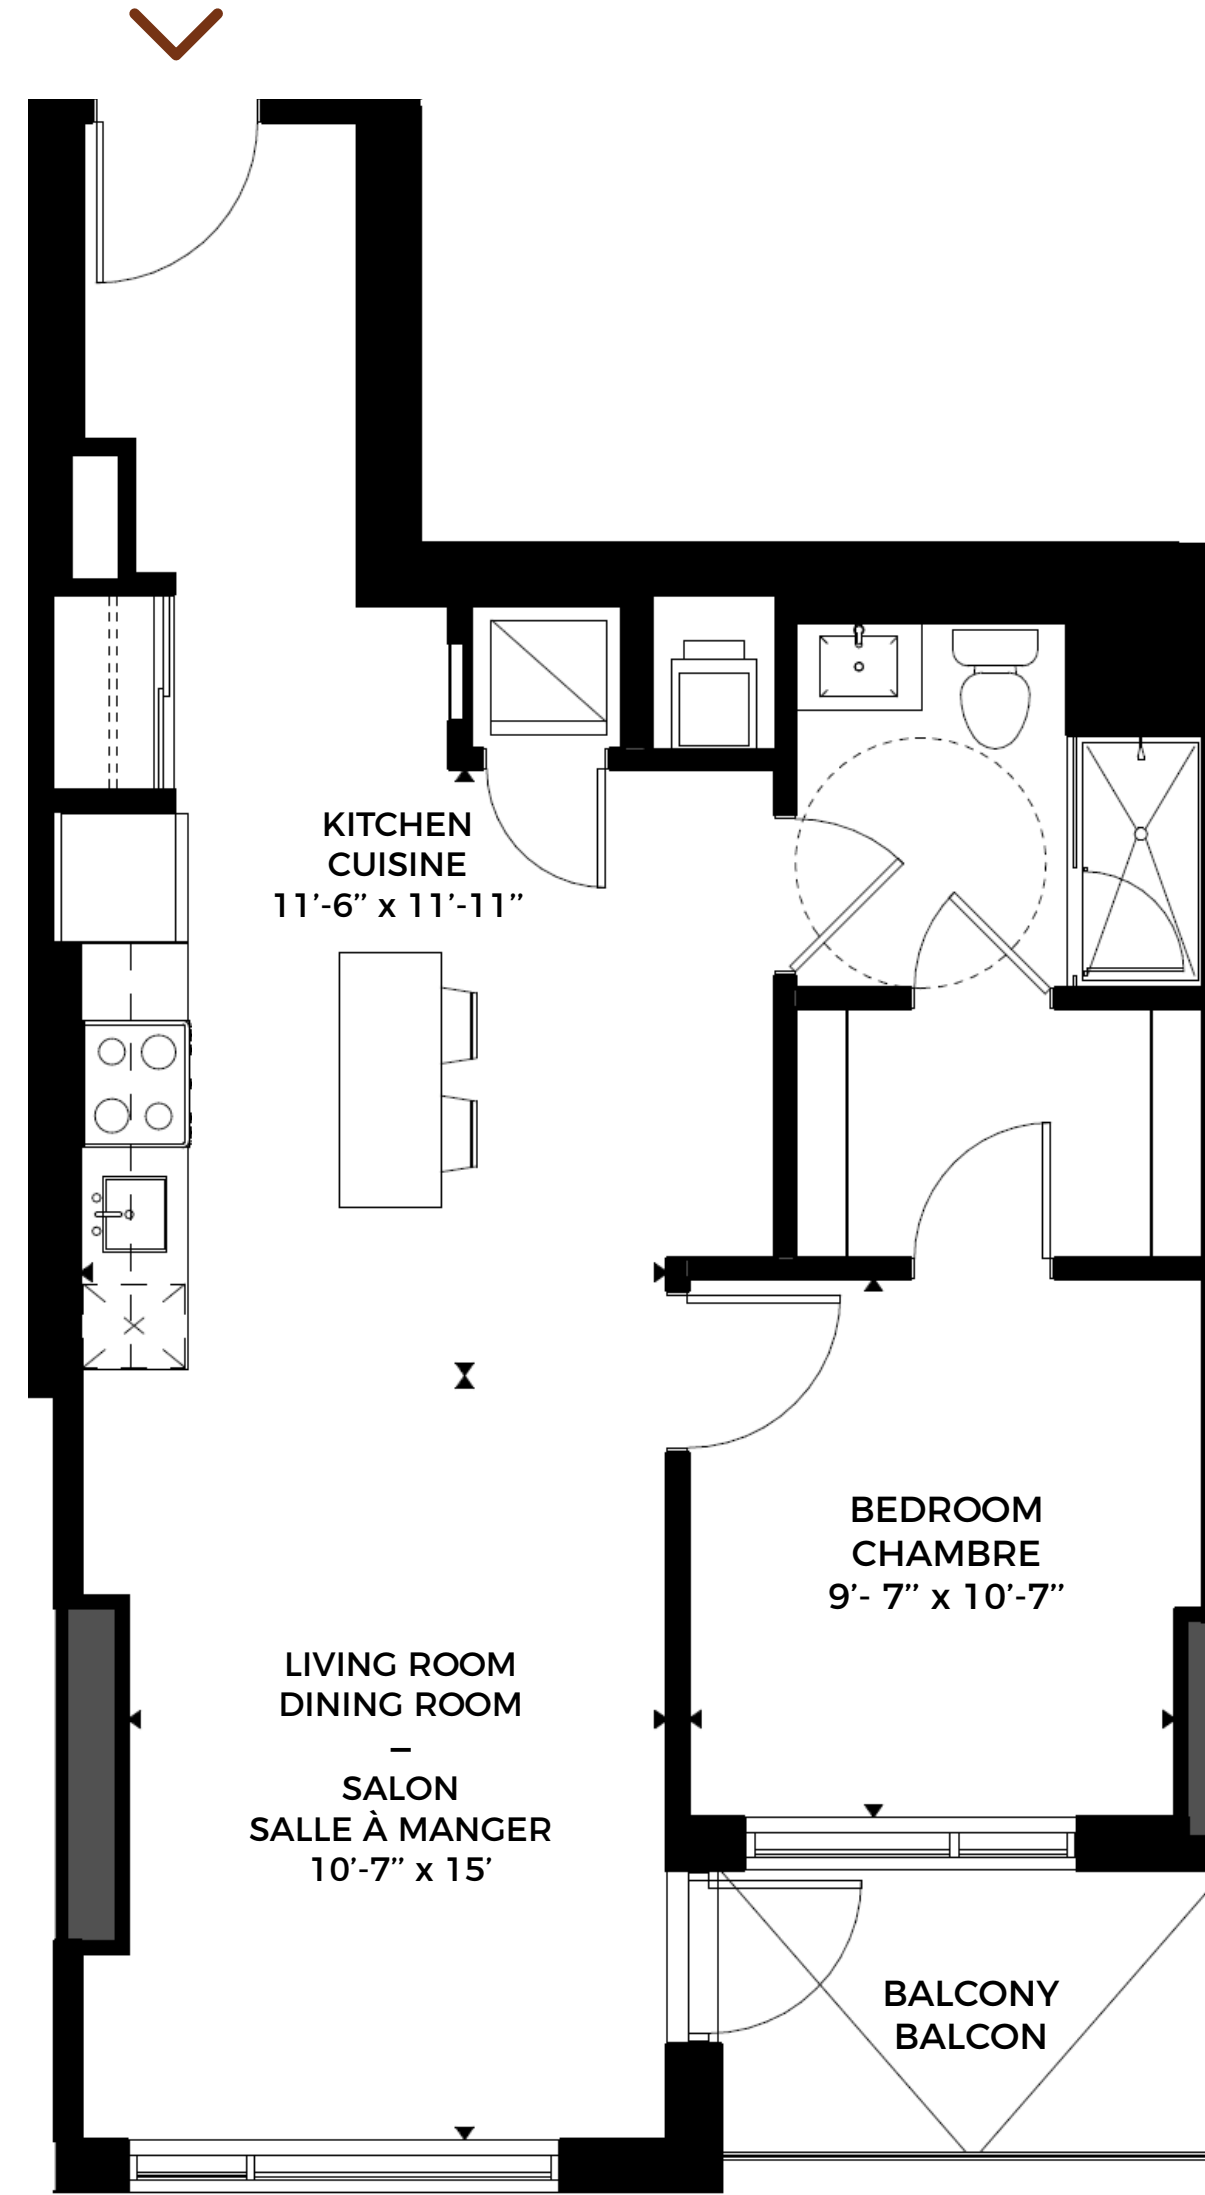 KITCHEN
CUISINE
11’-6” x 11’-11”
BEDROOM
CHAMBRE
9’- 7” x 10’-7”
LIVING ROOM
DINING ROOM
–
SALON
SALLE À MANGER
10’-7” x 15’
BALCONY
BALCON